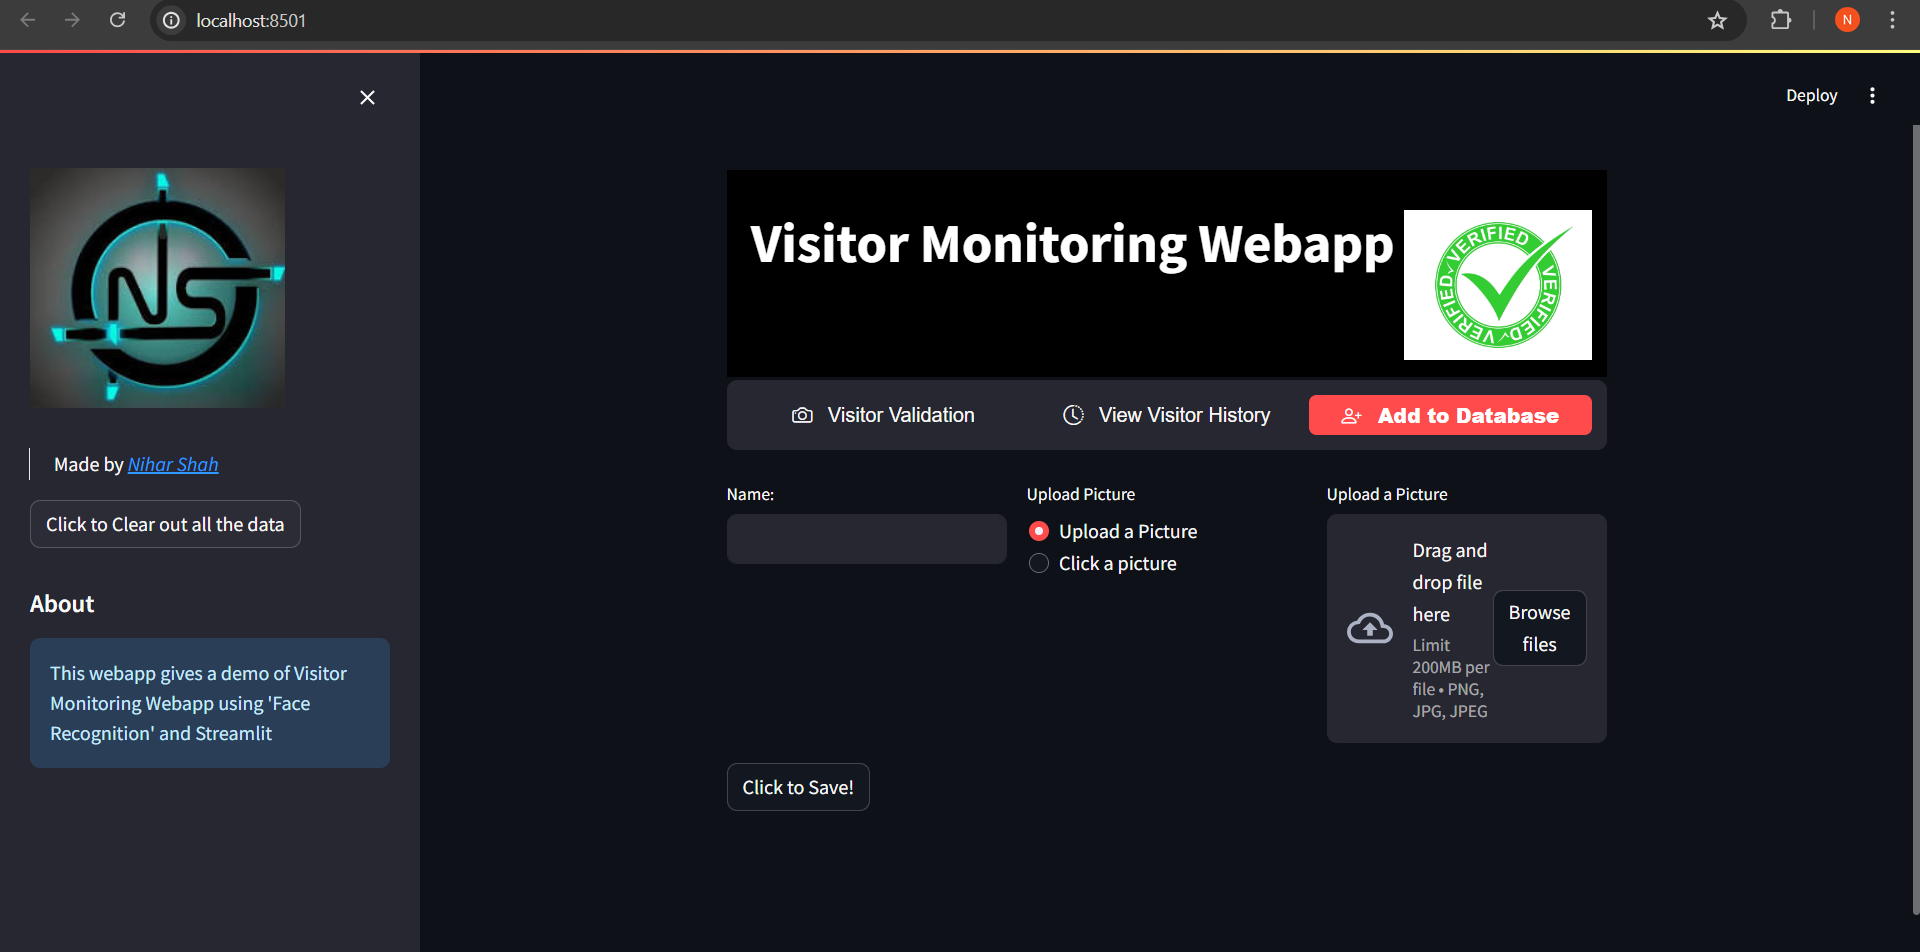 localhost:8501
N
Deploy
NS
Made by Nihar Shah
Click to Clear out all the data
About
This webapp gives a demo of Visitor
Monitoring Webapp using 'Face
Recognition' and Streamlit
Visitor Monitoring Webapp
VERIFIED VERIFIED VERIFIED VERIFIED
Visitor Validation
View Visitor History
Add to Database
Name:
Upload Picture
Upload a Picture
Click a picture
Upload a Picture
Drag and
drop file
here
Limit
200MB per
file • PNG,
JPG, JPEG
Browse
files
Click to Save!